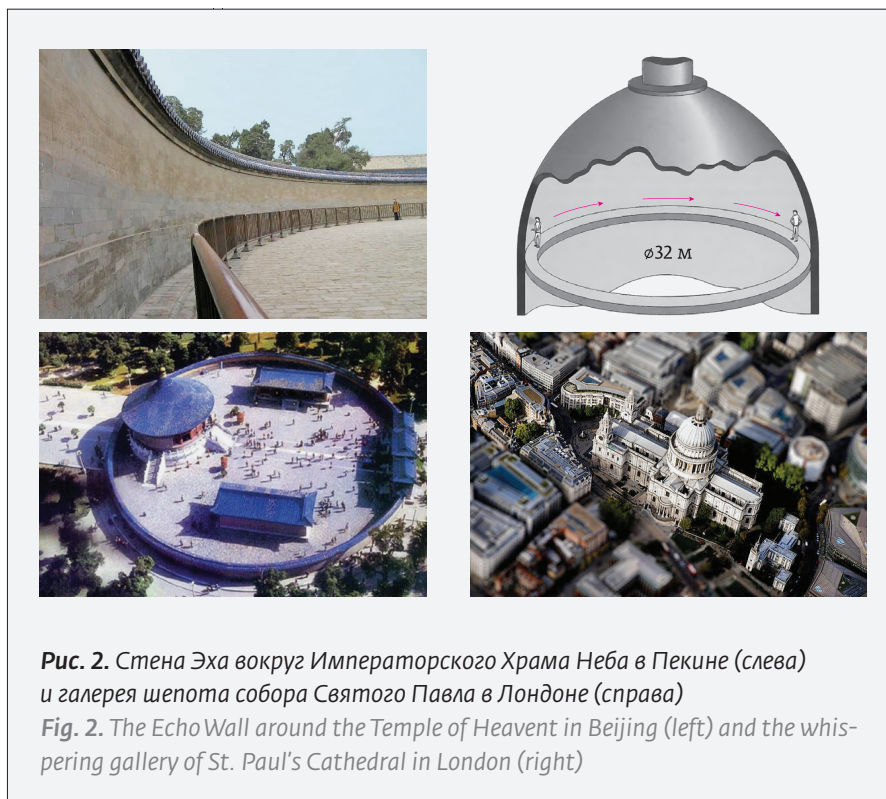 ø32 м
Рис. 2. Стена Эха вокруг Императорского Храма Неба в Пекине (слева)
и галерея шепота собора Святого Павла в Лондоне (справа)
Fig. 2. The Echo Wall around the Temple of Heavent in Beijing (left) and the whis-
pering gallery of St. Paul's Cathedral in London (right)